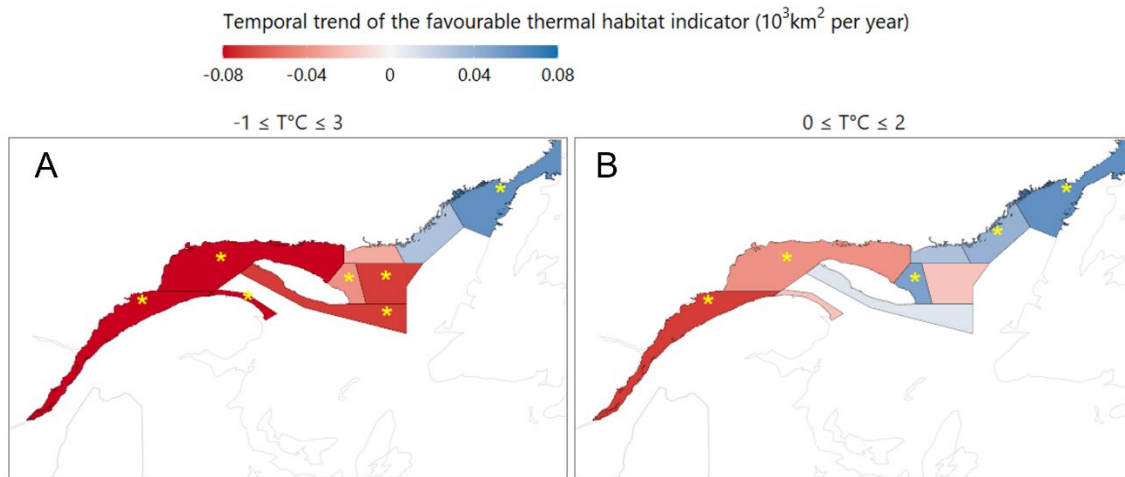 Temporal trend of the favourable thermal habitat indicator (10³km² per year)
-0.08 -0.04 0 0.04 0.08
-1 ≤ T°C ≤ 3 0 ≤ T°C ≤ 2
A B